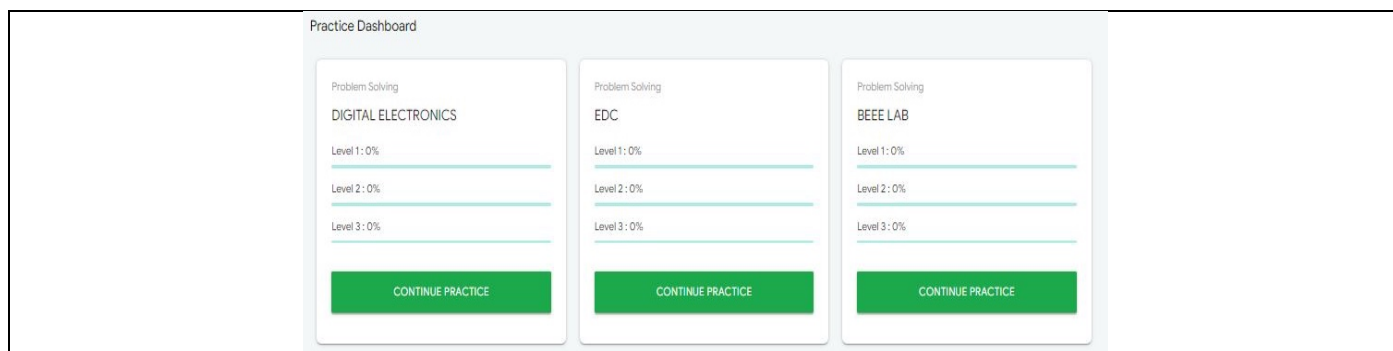 Practice Dashboard
Problem Solving
DIGITAL ELECTRONICS
Level 1 : 0%
Level 2 : 0%
Level 3 : 0%
CONTINUE PRACTICE
Problem Solving
EDC
Level 1 : 0%
Level 2 : 0%
Level 3 : 0%
CONTINUE PRACTICE
Problem Solving
BEEE LAB
Level 1 : 0%
Level 2 : 0%
Level 3 : 0%
CONTINUE PRACTICE